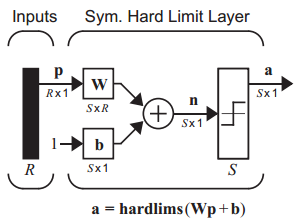 Inputs
Sym. Hard Limit Layer
p
a
R x 1
W
S x R
n
S x 1
+
S x 1
1
b
R
S x 1
S
a = hardlims(Wp + b)